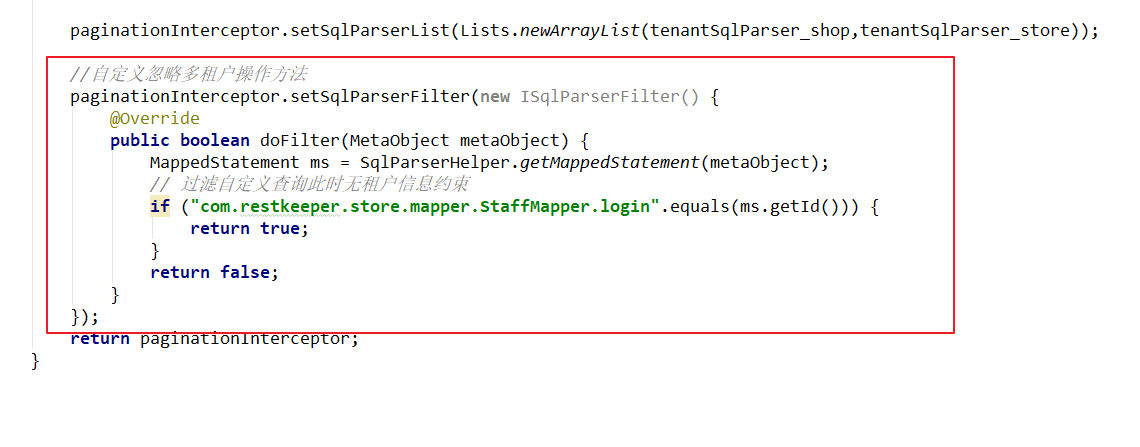 paginationInterceptor.setSqlParserList(Lists.newArrayList(tenantSqlParser_shop,tenantSqlParser_store));
//自定义忽略多租户操作方法
paginationInterceptor.setSqlParserFilter(new ISqlParserFilter() {
@Override
public boolean doFilter(MetaObject metaObject) {
MappedStatement ms = SqlParserHelper.getMappedStatement(metaObject);
// 过滤自定义查询此时无租户信息约束
if ("com.restkeeper.store.mapper.StaffMapper.login".equals(ms.getId())) {
return true;
}
return false;
}
});
return paginationInterceptor;
}